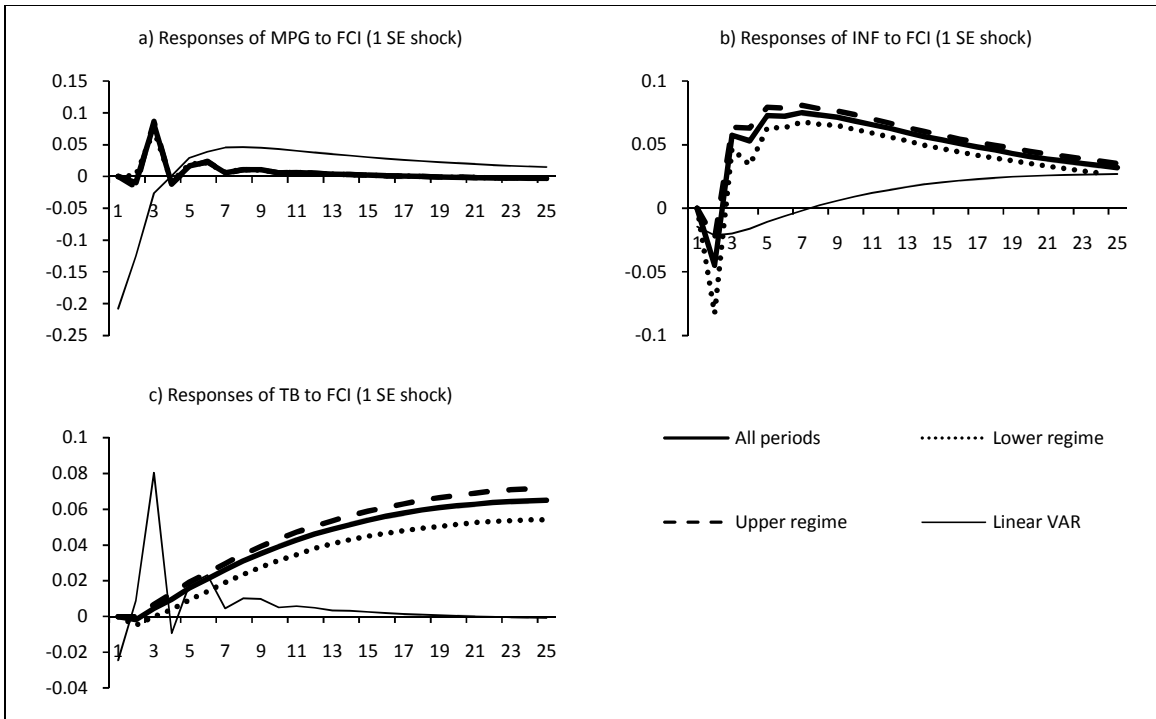 a) Responses of MPG to FCI (1 SE shock)
0.15
0.1
0.05
0
-0.05
-0.1
-0.15
-0.2
-0.25
1 3 5 7 9 11 13 15 17 19 21 23 25
b) Responses of INF to FCI (1 SE shock)
0.1
0.05
0
-0.05
-0.1
1 3 5 7 9 11 13 15 17 19 21 23 25
c) Responses of TB to FCI (1 SE shock)
0.1
0.08
0.06
0.04
0.02
0
-0.02
-0.04
1 3 5 7 9 11 13 15 17 19 21 23 25
All periods
Lower regime
Upper regime
Linear VAR